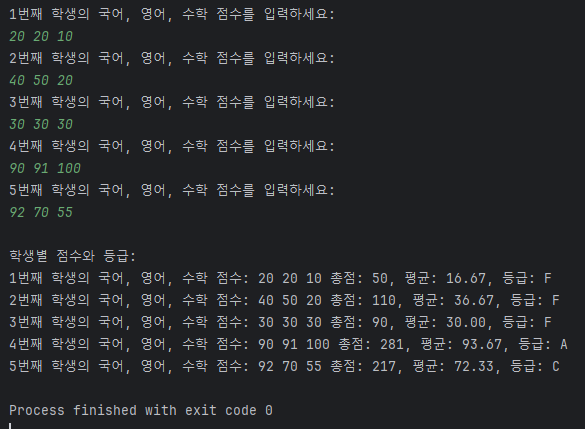 1번째 학생의 국어, 영어, 수학 점수를 입력하세요:
20 20 10
2번째 학생의 국어, 영어, 수학 점수를 입력하세요:
40 50 20
3번째 학생의 국어, 영어, 수학 점수를 입력하세요:
30 30 30
4번째 학생의 국어, 영어, 수학 점수를 입력하세요:
90 91 100
5번째 학생의 국어, 영어, 수학 점수를 입력하세요:
92 70 55
학생별 점수와 등급:
1번째 학생의 국어, 영어, 수학 점수: 20 20 10 총점: 50, 평균: 16.67, 등급: F
2번째 학생의 국어, 영어, 수학 점수: 40 50 20 총점: 110, 평균: 36.67, 등급: F
3번째 학생의 국어, 영어, 수학 점수: 30 30 30 총점: 90, 평균: 30.00, 등급: F
4번째 학생의 국어, 영어, 수학 점수: 90 91 100 총점: 281, 평균: 93.67, 등급: A
5번째 학생의 국어, 영어, 수학 점수: 92 70 55 총점: 217, 평균: 72.33, 등급: C
Process finished with exit code 0